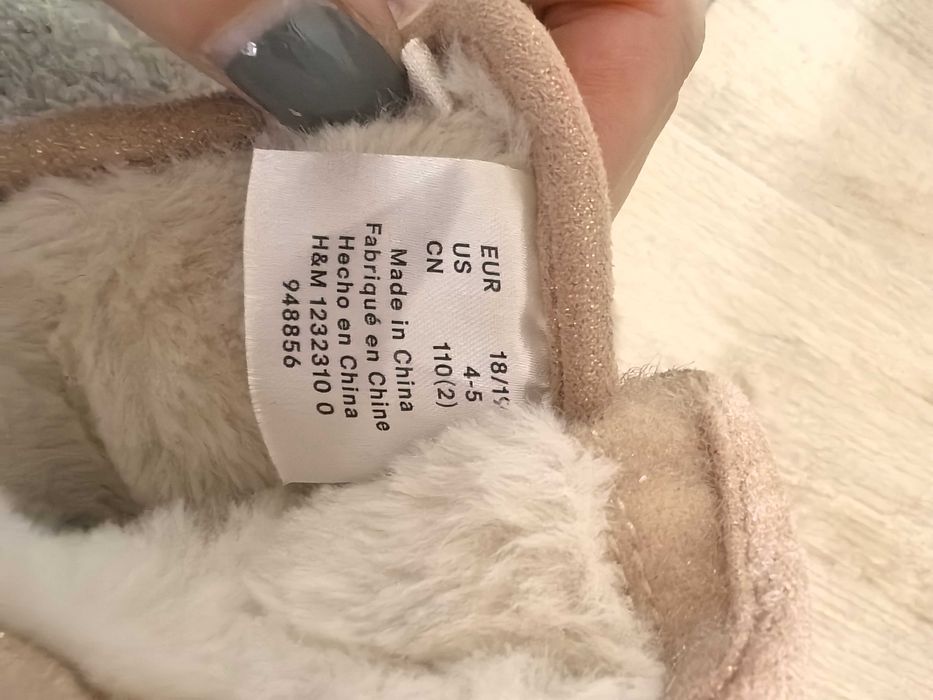 EUR 18/19
US 4-5
CN 110(2)
Made in China
Fabriqué en Chine
Hecho en China
H&M 1232310 0
948856